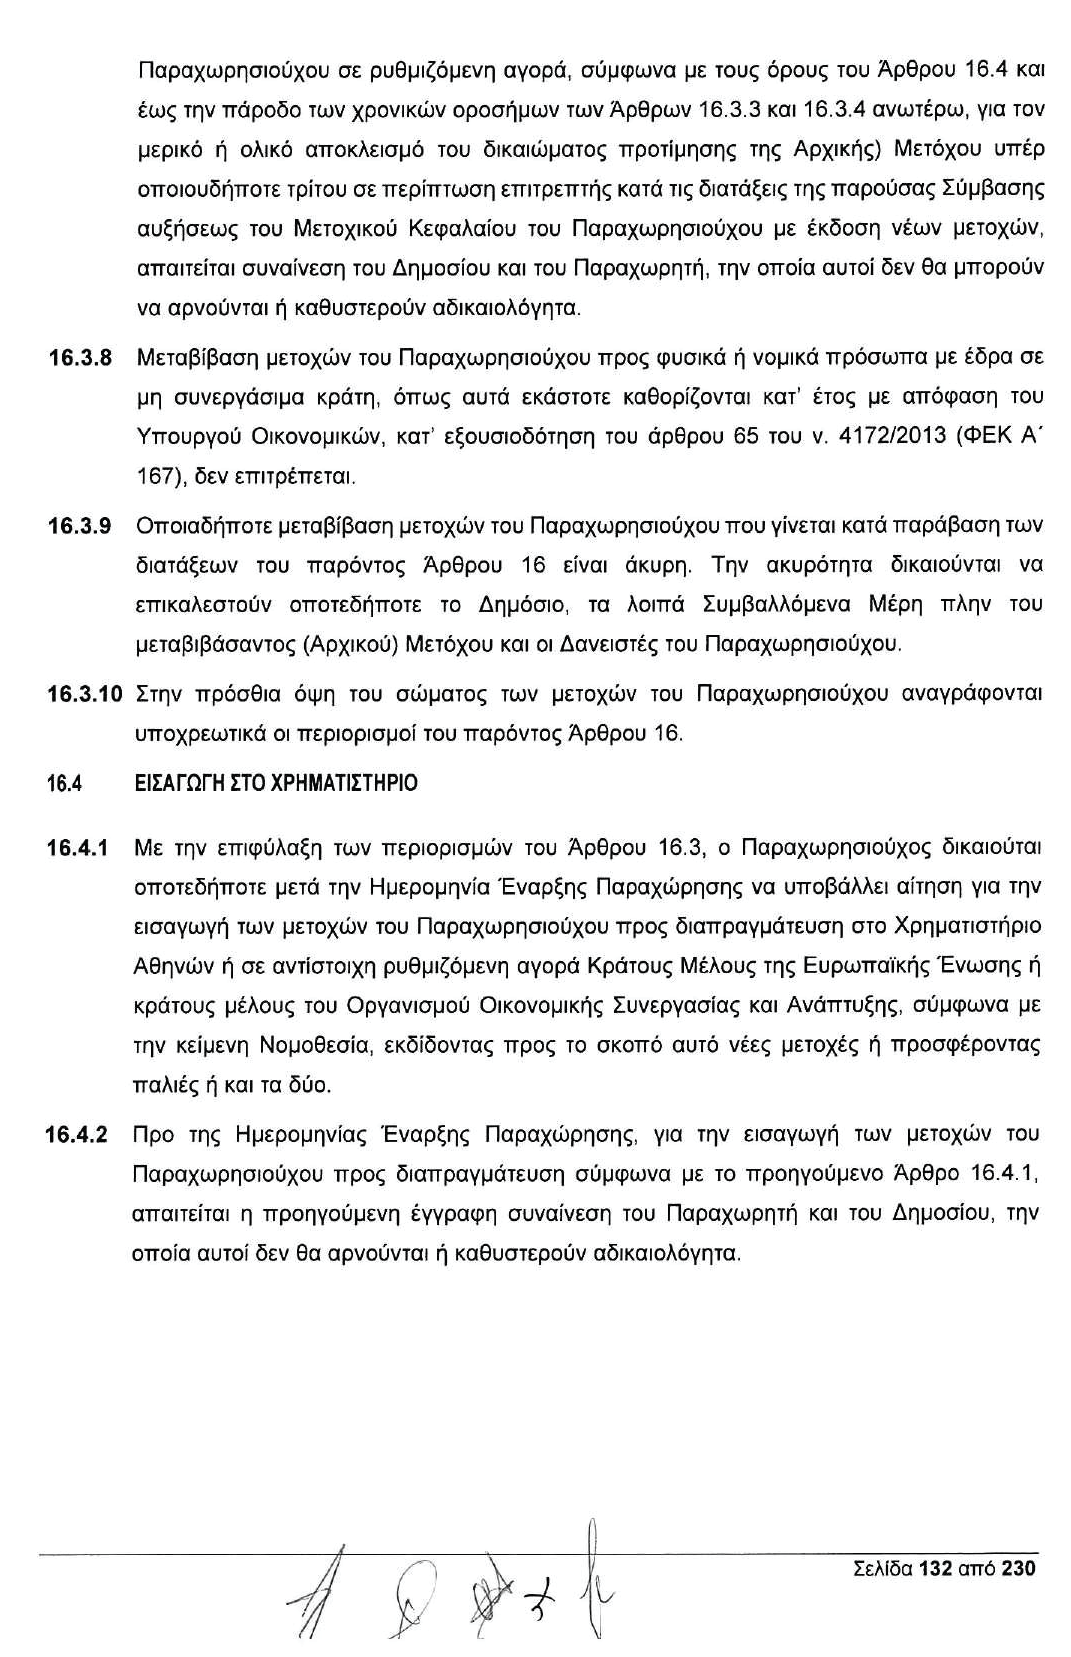 Παραχωρησιούχου σε ρυθμιζόμενη αγορά, σύμφωνα με τους όρους του Άρθρου 16.4 και
έως την πάροδο των χρονικών οροσήμων των Άρθρων 16.3.3 και 16.3.4 ανωτέρω, για τον
μερικό ή ολικό αποκλεισμό του δικαιώματος προτίμησης της Αρχικής) Μετόχου υπέρ
οποιουδήποτε τρίτου σε περίπτωση επιτρεπτής κατά τις διατάξεις της παρούσας Σύμβασης
αυξήσεως του Μετοχικού Κεφαλαίου του Παραχωρησιούχου με έκδοση νέων μετοχών,
απαιτείται συναίνεση του Δημοσίου και του Παραχωρητή, την οποία αυτοί δεν θα μπορούν
να αρνούνται ή καθυστερούν αδικαιολόγητα.
16.3.8 Μεταβίβαση μετοχών του Παραχωρησιούχου προς φυσικά ή νομικά πρόσωπα με έδρα σε
μη συνεργάσιμα κράτη, όπως αυτά εκάστοτε καθορίζονται κατ’ έτος με απόφαση του
Υπουργού Οικονομικών, κατ’ εξουσιοδότηση του άρθρου 65 του ν. 4172/2013 (ΦΕΚ Α΄
167), δεν επιτρέπεται.
16.3.9 Οποιαδήποτε μεταβίβαση μετοχών του Παραχωρησιούχου που γίνεται κατά παράβαση των
διατάξεων του παρόντος Άρθρου 16 είναι άκυρη. Την ακυρότητα δικαιούνται να
επικαλεστούν οποτεδήποτε το Δημόσιο, τα λοιπά Συμβαλλόμενα Μέρη πλην του
μεταβιβάσαντος (Αρχικού) Μετόχου και οι Δανειστές του Παραχωρησιούχου.
16.3.10 Στην πρόσθια όψη του σώματος των μετοχών του Παραχωρησιούχου αναγράφονται
υποχρεωτικά οι περιορισμοί του παρόντος Άρθρου 16.
16.4 ΕΙΣΑΓΩΓΗ ΣΤΟ ΧΡΗΜΑΤΙΣΤΗΡΙΟ
16.4.1 Με την επιφύλαξη των περιορισμών του Άρθρου 16.3, ο Παραχωρησιούχος δικαιούται
οποτεδήποτε μετά την Ημερομηνία Έναρξης Παραχώρησης να υποβάλλει αίτηση για την
εισαγωγή των μετοχών του Παραχωρησιούχου προς διαπραγμάτευση στο Χρηματιστήριο
Αθηνών ή σε αντίστοιχη ρυθμιζόμενη αγορά Κράτους Μέλους της Ευρωπαϊκής Ένωσης ή
κράτους μέλους του Οργανισμού Οικονομικής Συνεργασίας και Ανάπτυξης, σύμφωνα με
την κείμενη Νομοθεσία, εκδίδοντας προς το σκοπό αυτό νέες μετοχές ή προσφέροντας
παλιές ή και τα δύο.
16.4.2 Προ της Ημερομηνίας Έναρξης Παραχώρησης, για την εισαγωγή των μετοχών του
Παραχωρησιούχου προς διαπραγμάτευση σύμφωνα με το προηγούμενο Άρθρο 16.4.1,
απαιτείται η προηγούμενη έγγραφη συναίνεση του Παραχωρητή και του Δημοσίου, την
οποία αυτοί δεν θα αρνούνται ή καθυστερούν αδικαιολόγητα.
Σελίδα 132 από 230